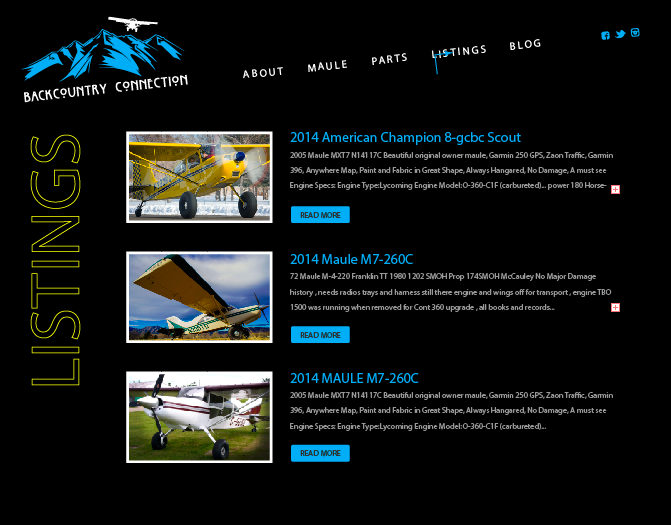 BACKCOUNTRY CONNECTION
ABOUT MAULE PARTS LISTINGS BLOG
LISTINGS
2014 American Champion 8-gcbc Scout
2005 Maule MXT7 N14117C Beautiful original owner maule, Garmin 250 GPS, Zaon Traffic, Garmin
396, Anywhere Map, Paint and Fabric in Great Shape, Always Hangared, No Damage, A must see
Engine Specs: Engine Type:Lycoming Engine Model:O-360-C1F (carbureted)... power 180 Horse-
READ MORE
2014 Maule M7-260C
72 Maule M-4-220 Franklin TT 1980 1202 SMOH Prop 174SMOH McCauley No Major Damage
history , needs radios trays and harness still there engine and wings off for transport , engine TBO
1500 was running when removed for Cont 360 upgrade , all books and records...
READ MORE
2014 MAULE M7-260C
2005 Maule MXT7 N14117C Beautiful original owner maule, Garmin 250 GPS, Zaon Traffic, Garmin
396, Anywhere Map, Paint and Fabric in Great Shape, Always Hangared, No Damage, A must see
Engine Specs: Engine Type:Lycoming Engine Model:O-360-C1F (carbureted)...
READ MORE